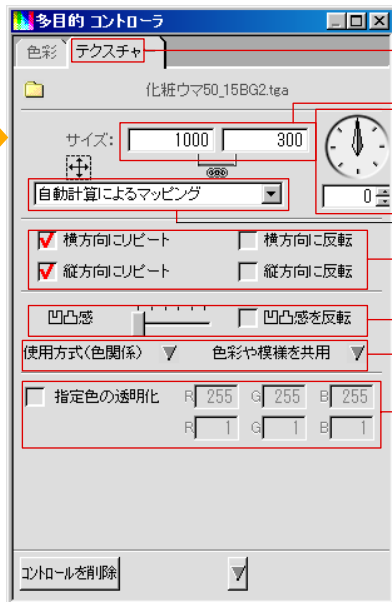 多目的 コントローラ
色彩 テクスチャ
化粧ウマ50_15BG2.tga
サイズ: 1000 300
0
自動計算によるマッピング
横方向にリピート 横方向に反転
縦方向にリピート 縦方向に反転
凹凸感 凹凸感を反転
使用方式(色関係) 色彩や模様を共用
指定色の透明化 R 255 G 255 B 255
R 1 G 1 B 1
コントロールを削除